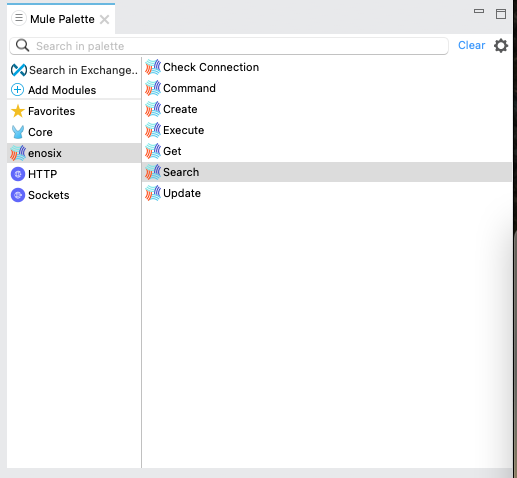 Mule Palette
Search in palette
Clear
Search in Exchange..
Add Modules
Favorites
Core
enosix
HTTP
Sockets
Check Connection
Command
Create
Execute
Get
Search
Update